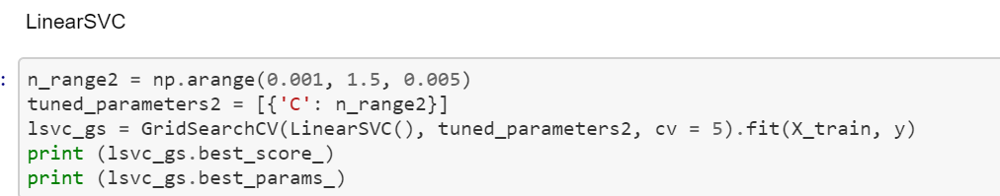 LinearSVC
: n_range2 = np.arange(0.001, 1.5, 0.005)
tuned_parameters2 = [{'C': n_range2}]
lsvc_gs = GridSearchCV(LinearSVC(), tuned_parameters2, cv = 5).fit(X_train, y)
print (lsvc_gs.best_score_)
print (lsvc_gs.best_params_)